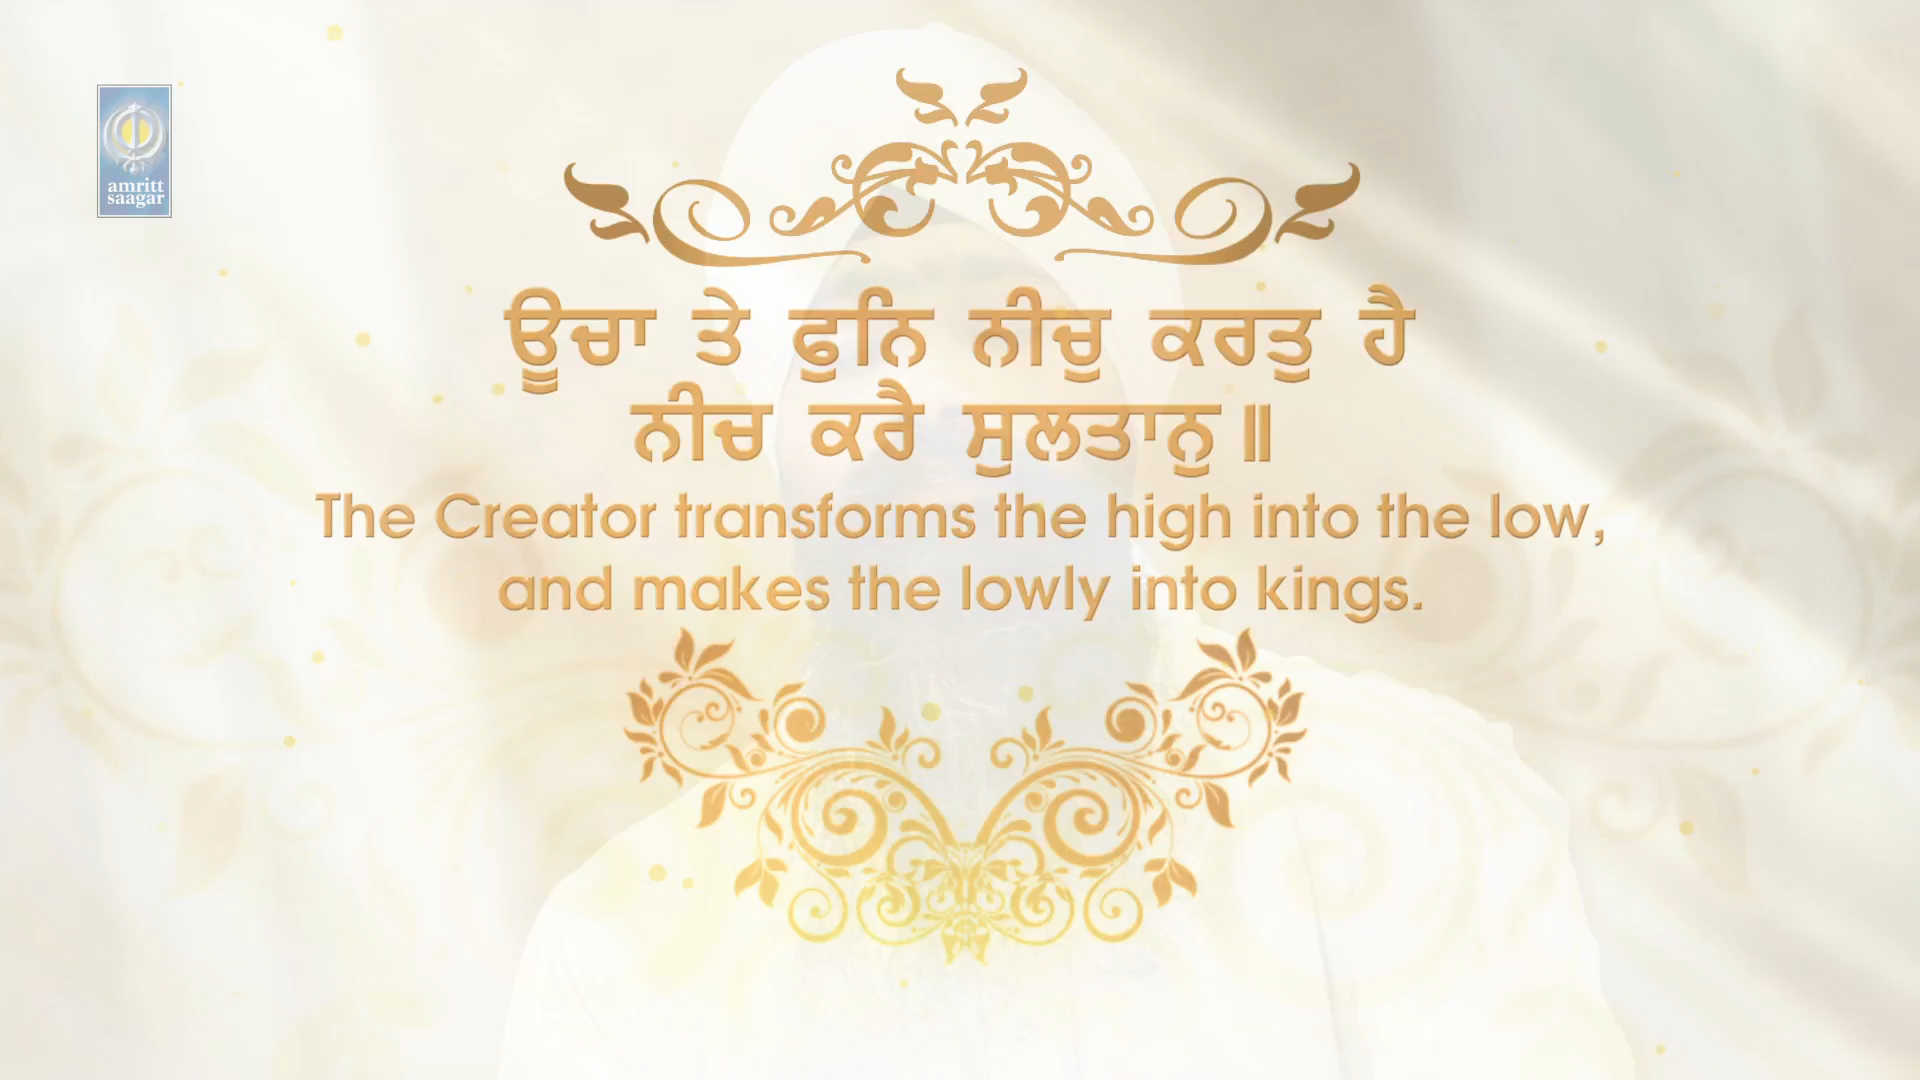 amritt
saagar
ਊਚਾ ਤੇ ਫੁਨਿ ਨੀਚੁ ਕਰਤੁ ਹੈ
ਨੀਚ ਕਰੈ ਸੁਲਤਾਨੁ ॥
The Creator transforms the high into the low,
and makes the lowly into kings.